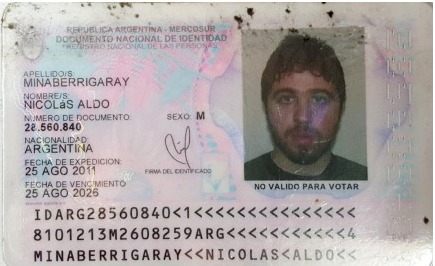 REPUBLICA ARGENTINA - MERCOSUR
DOCUMENTO NACIONAL DE IDENTIDAD
REGISTRO NACIONAL DE LAS PERSONAS
APELLIDO/S
MINABERRIGARAY
NOMBRE/S:
NICOLáS ALDO
NÚMERO DE DOCUMENTO: SEXO: M
28.560.840
NACIONALIDAD:
ARGENTINA
FECHA DE EXPEDICION:
25 AGO 2011
FIRMA DEL IDENTIFICADO
FECHA DE VENCIMIENTO
25 AGO 2026
NO VALIDO PARA VOTAR
IDARG28560840<1<<<<<<<<<<<<<<<
8101213M2608259ARG<<<<<<<<<<<4
MINABERRIGARAY<<NICOLAS<ALDO<<